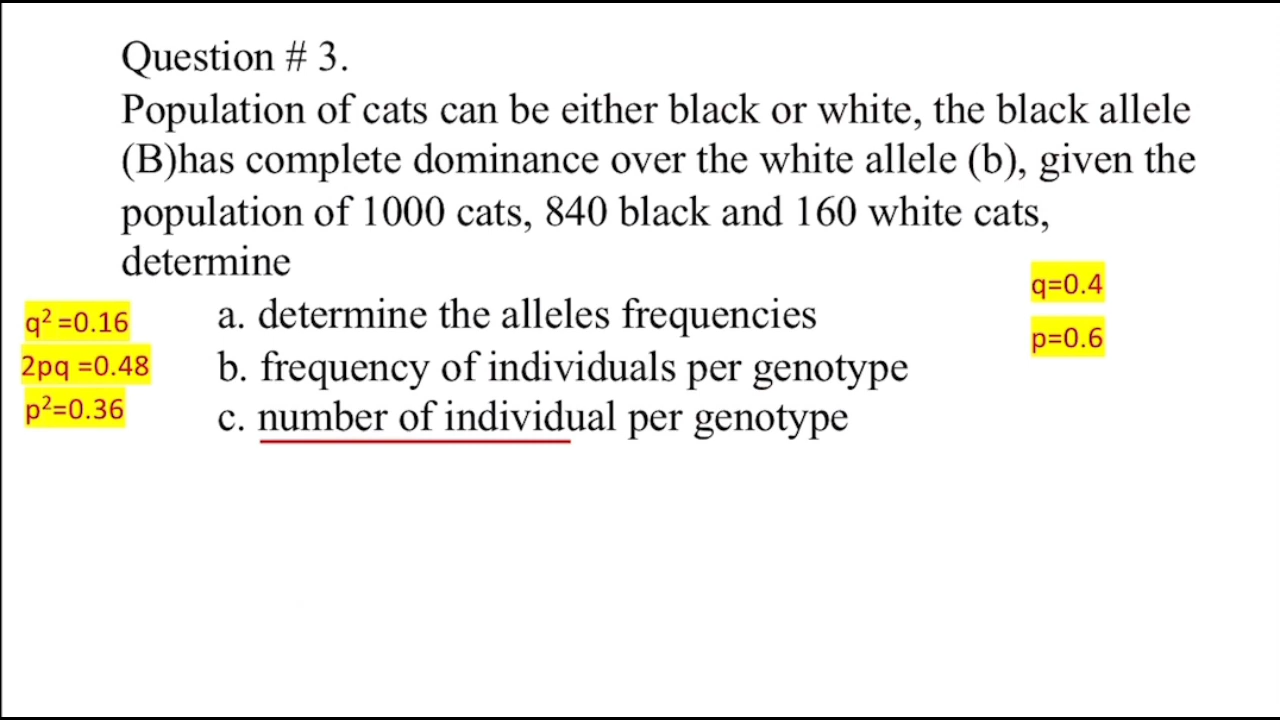 Question # 3.
Population of cats can be either black or white, the black allele
(B)has complete dominance over the white allele (b), given the
population of 1000 cats, 840 black and 160 white cats,
determine
q=0.4
a. determine the alleles frequencies
q² =0.16
p=0.6
b. frequency of individuals per genotype
2pq =0.48
c. number of individual per genotype
p²=0.36